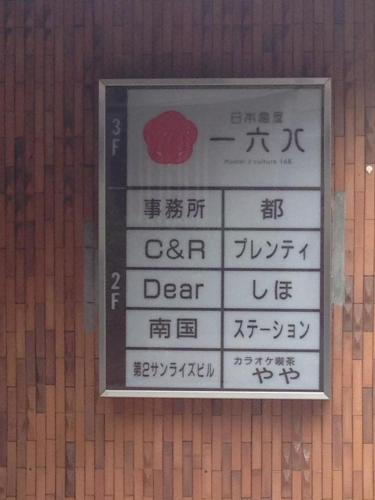 3F
日本酒屋
一六八
事務所
都
C&R
プレンティ
2F
Dear
しほ
南国
ステーション
第2サンライズビル
カラオケ喫茶
やや